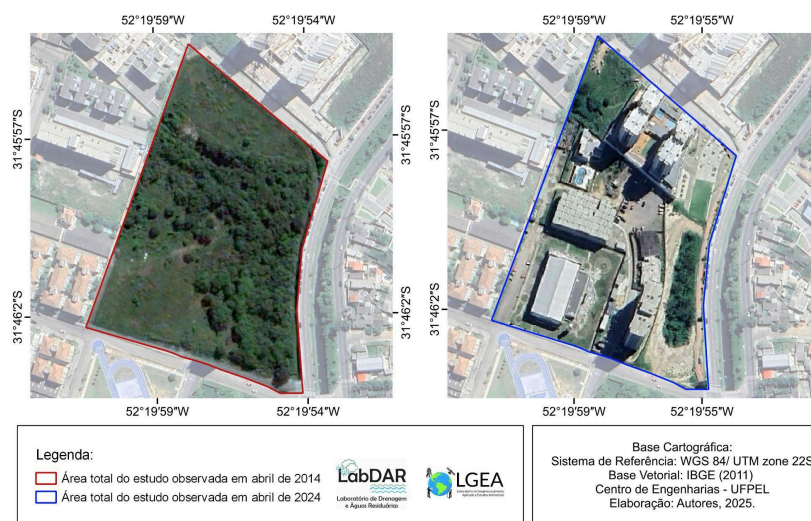 52°19'59"W 52°19'54"W
52°19'59"W 52°19'55"W
31°45'57"S
31°46'2"S
31°45'57"S
31°46'2"S
31°45'57"S
31°46'2"S
52°19'59"W 52°19'54"W
52°19'59"W 52°19'55"W
Legenda:
Área total do estudo observada em abril de 2014
Área total do estudo observada em abril de 2024
LabDAR
Laboratório de Drenagem
e Águas Residuárias
LGEA
Base Cartográfica:
Sistema de Referência: WGS 84/ UTM zone 22S
Base Vetorial: IBGE (2011)
Centro de Engenharias - UFPEL
Elaboração: Autores, 2025.